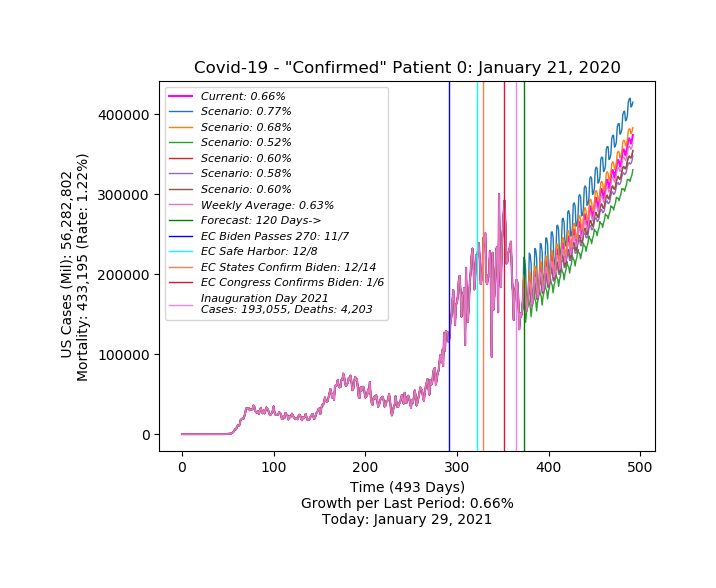 Covid-19 - "Confirmed" Patient 0: January 21, 2020
Current: 0.66%
Scenario: 0.77%
Scenario: 0.68%
Scenario: 0.52%
Scenario: 0.60%
Scenario: 0.58%
Scenario: 0.60%
Weekly Average: 0.63%
Forecast: 120 Days->
EC Biden Passes 270: 11/7
EC Safe Harbor: 12/8
EC States Confirm Biden: 12/14
EC Congress Confirms Biden: 1/6
Inauguration Day 2021
Cases: 193,055, Deaths: 4,203
US Cases (Mil): 56,282,802
Mortality: 433,195 (Rate: 1.22%)
400000
300000
200000
100000
0
0 100 200 300 400 500
Time (493 Days)
Growth per Last Period: 0.66%
Today: January 29, 2021